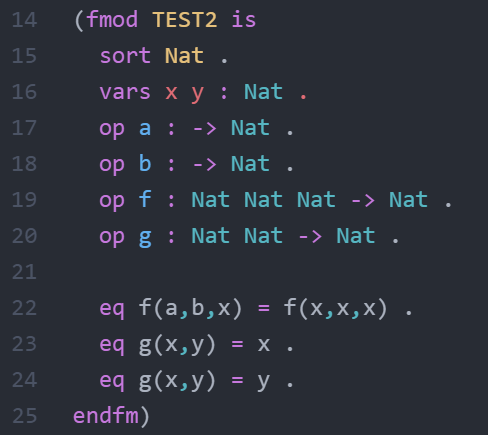 14 (fmod TEST2 is
15   sort Nat .
16   vars x y : Nat .
17   op a : -> Nat .
18   op b : -> Nat .
19   op f : Nat Nat Nat -> Nat .
20   op g : Nat Nat -> Nat .
21
22   eq f(a,b,x) = f(x,x,x) .
23   eq g(x,y) = x .
24   eq g(x,y) = y .
25 endfm)